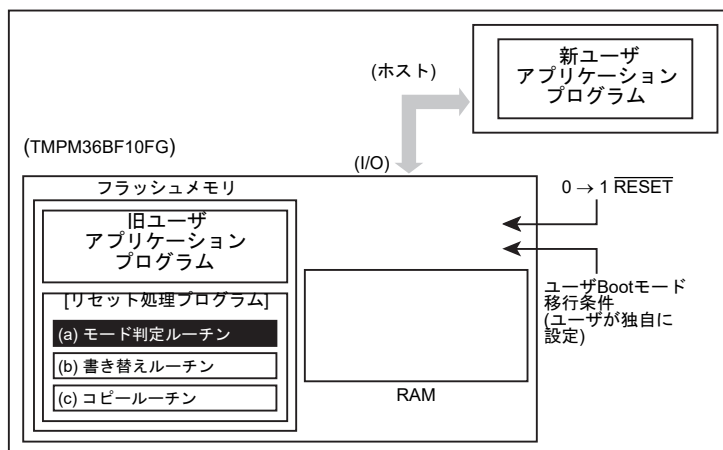 新ユーザ
アプリケーション
プログラム
(ホスト)
(TMPM36BF10FG)
(I/O)
フラッシュメモリ
旧ユーザ
アプリケーション
プログラム
[リセット処理プログラム]
(a) モード判定ルーチン
(b) 書き替えルーチン
(c) コピールーチン
RAM
0 → 1 RESET
ユーザBootモード
移行条件
(ユーザが独自に
設定)